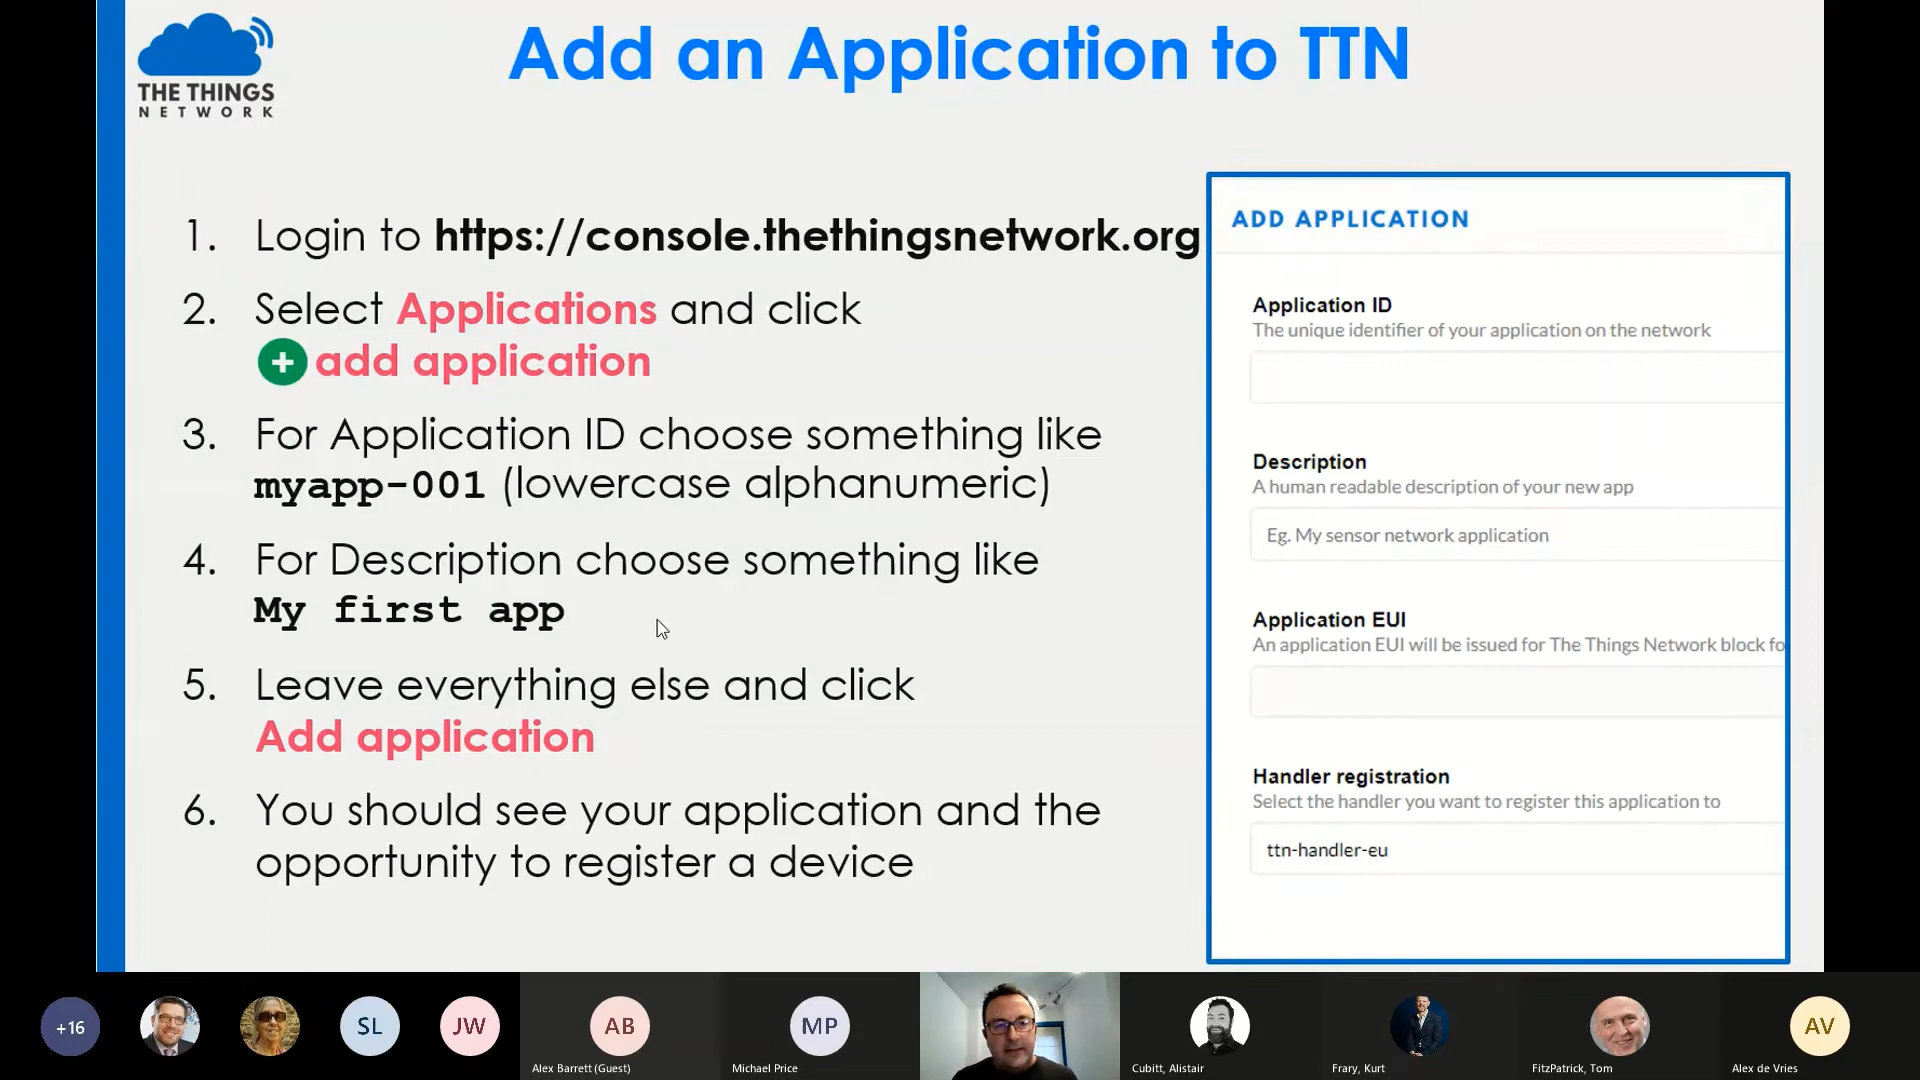 THE THINGS
NETWORK
Add an Application to TTN
1. Login to https://console.thethingsnetwork.org
2. Select Applications and click
+ add application
3. For Application ID choose something like
myapp-001 (lowercase alphanumeric)
4. For Description choose something like
My first app
5. Leave everything else and click
Add application
6. You should see your application and the
opportunity to register a device
ADD APPLICATION
Application ID
The unique identifier of your application on the network
Description
A human readable description of your new app
Eg. My sensor network application
Application EUI
An application EUI will be issued for The Things Network block fo
Handler registration
Select the handler you want to register this application to
ttn-handler-eu
+16
SL
JW
AB
Alex Barrett (Guest)
MP
Michael Price
Cubitt, Alistair
Frary, Kurt
FitzPatrick, Tom
AV
Alex de Vries